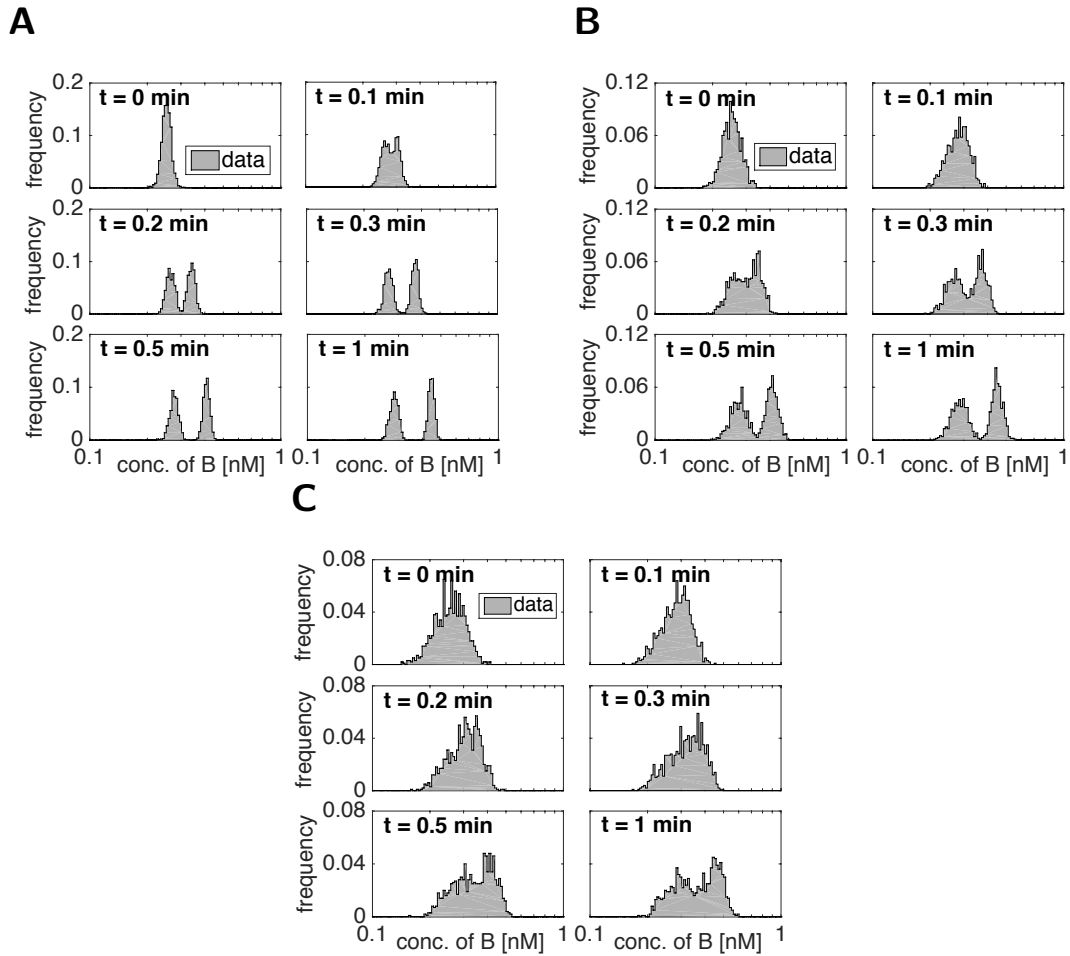 A
frequency
0.2
0.1
0
t = 0 min
data
t = 0.1 min
frequency
0.2
0.1
0
t = 0.2 min
t = 0.3 min
frequency
0.2
0.1
0
t = 0.5 min
t = 1 min
0.1
conc. of B [nM]
1
0.1
conc. of B [nM]
1
B
frequency
0.12
0.06
0
t = 0 min
data
t = 0.1 min
frequency
0.12
0.06
0
t = 0.2 min
t = 0.3 min
frequency
0.12
0.06
0
t = 0.5 min
t = 1 min
0.1
conc. of B [nM]
1
0.1
conc. of B [nM]
1
C
frequency
0.08
0.04
0
t = 0 min
data
t = 0.1 min
frequency
0.08
0.04
0
t = 0.2 min
t = 0.3 min
frequency
0.08
0.04
0
t = 0.5 min
t = 1 min
0.1
conc. of B [nM]
1
0.1
conc. of B [nM]
1